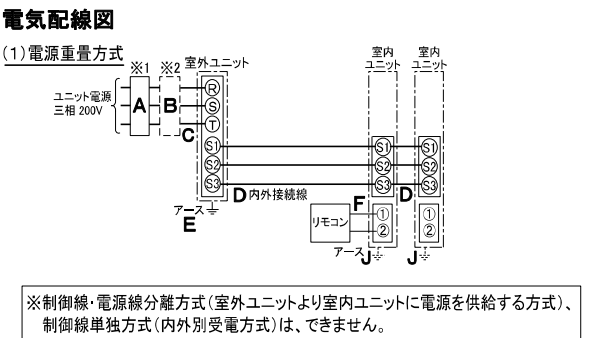 電気配線図
(1)電源重畳方式
※1 ※2 室外ユニット
室内ユニット 室内ユニット
ユニット電源
三相 200V
A B C
R
S
T
S1 S1 S1
S2 S2 S2
S3 S3 S3
D 内外接続線 D
アース
E
F
リモコン
① ①
② ②
アース J J
※制御線・電源線分離方式(室外ユニットより室内ユニットに電源を供給する方式)、
制御線単独方式(内外別受電方式)は、できません。